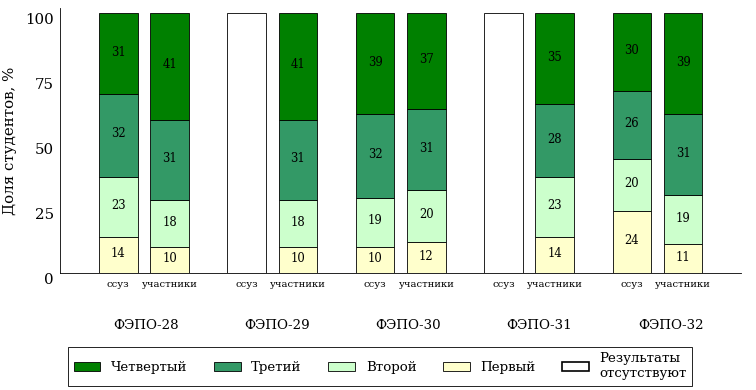 Доля студентов, %
100
75
50
25
0
31 41 41 39 37 35 30 39
32 31 31 32 31 28 26 31
23 18 18 19 20 23 20 19
14 10 10 10 12 14 24 11
ссуз участники ссуз участники ссуз участники ссуз участники ссуз участники
ФЭПО-28 ФЭПО-29 ФЭПО-30 ФЭПО-31 ФЭПО-32
Четвертый Третий Второй Первый Результаты
отсутствуют